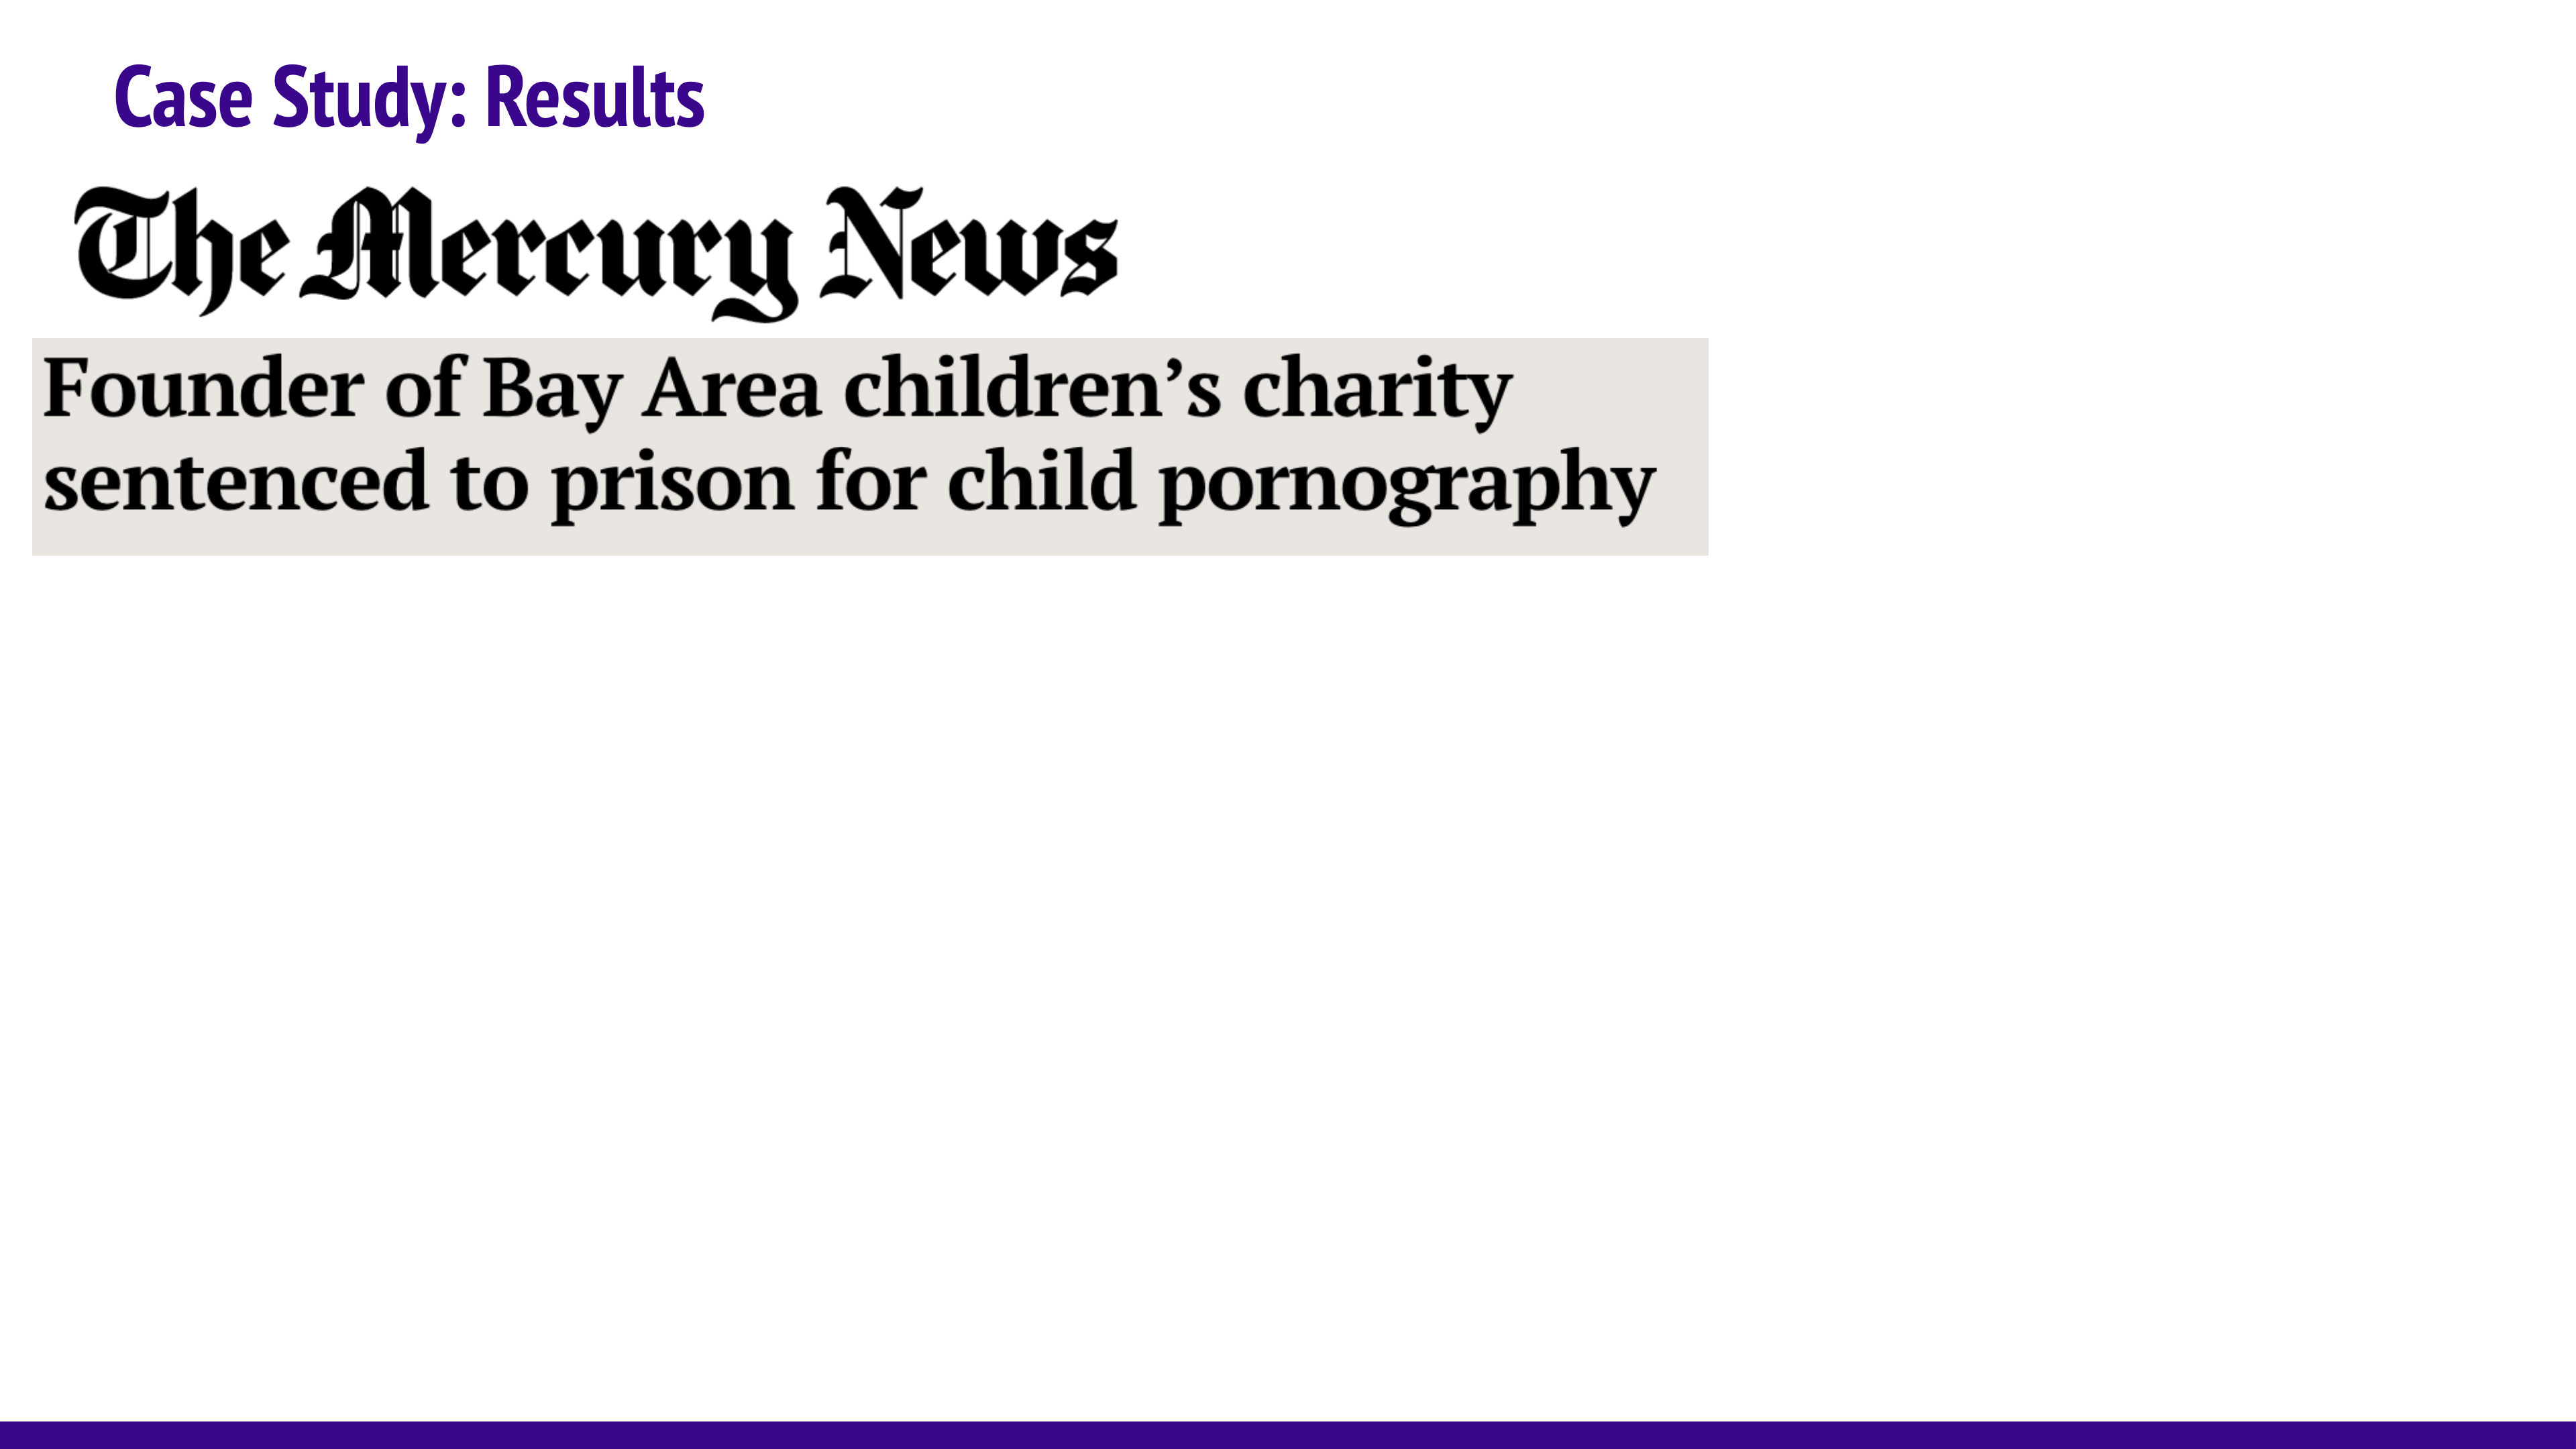 Case Study: Results
The Mercury News
Founder of Bay Area children’s charity
sentenced to prison for child pornography